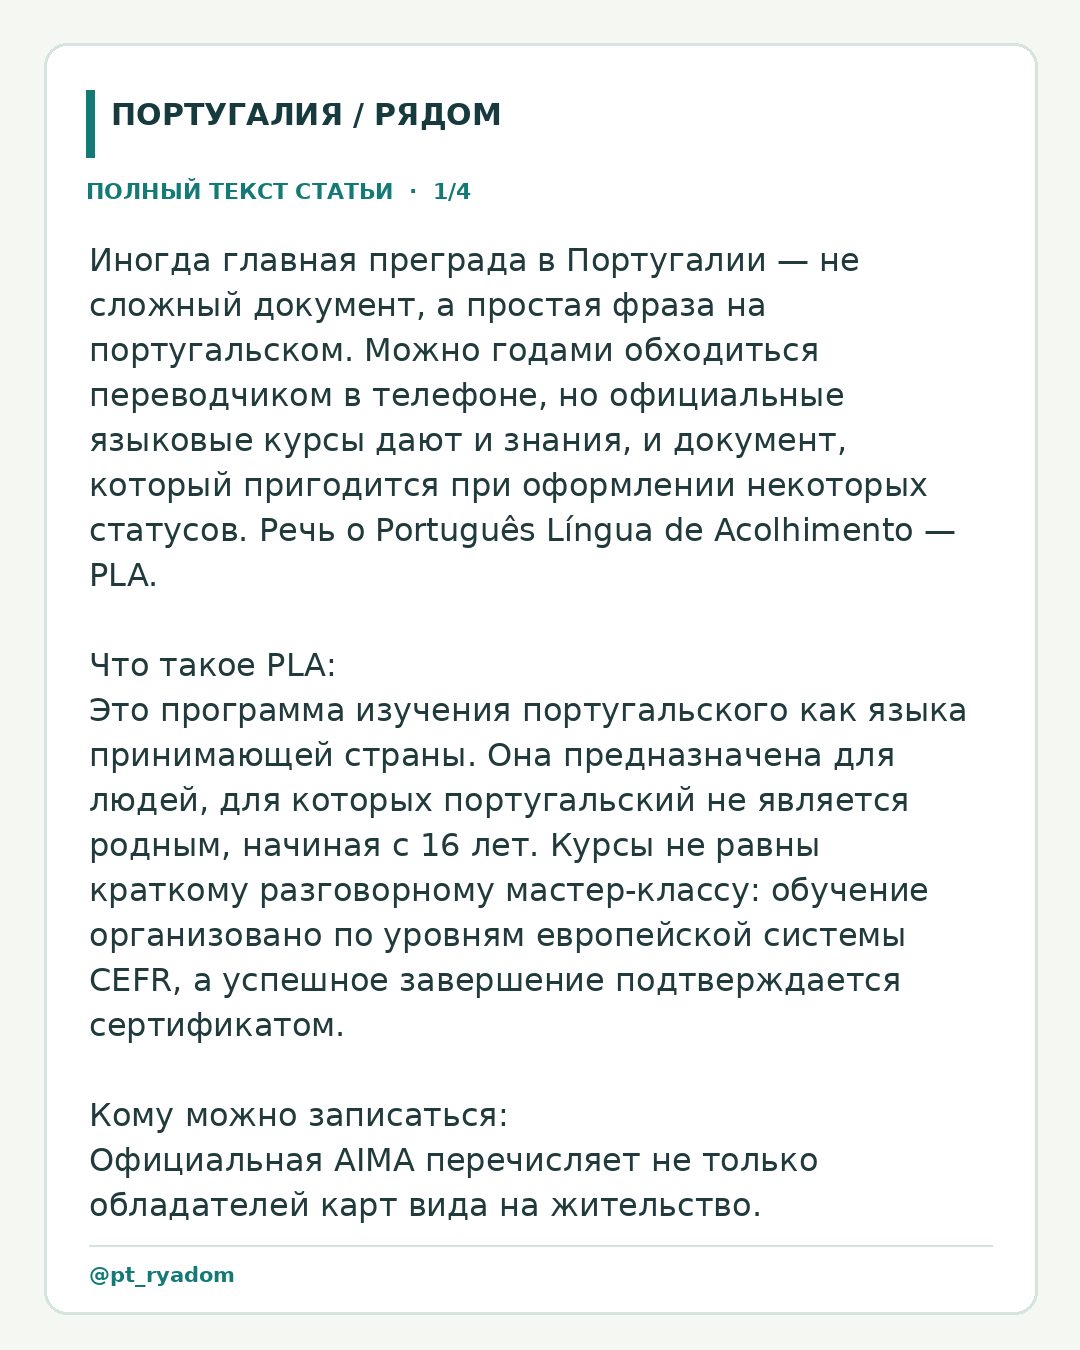 ПОРТУГАЛИЯ / РЯДОМ
ПОЛНЫЙ ТЕКСТ СТАТЬИ · 1/4
Иногда главная преграда в Португалии — не
сложный документ, а простая фраза на
португальском. Можно годами обходиться
переводчиком в телефоне, но официальные
языковые курсы дают и знания, и документ,
который пригодится при оформлении некоторых
статусов. Речь о Português Língua de Acolhimento —
PLA.
Что такое PLA:
Это программа изучения португальского как языка
принимающей страны. Она предназначена для
людей, для которых португальский не является
родным, начиная с 16 лет. Курсы не равны
краткому разговорному мастер-классу: обучение
организовано по уровням европейской системы
CEFR, а успешное завершение подтверждается
сертификатом.
Кому можно записаться:
Официальная AIMA перечисляет не только
обладателей карт вида на жительство.
@pt_ryadom